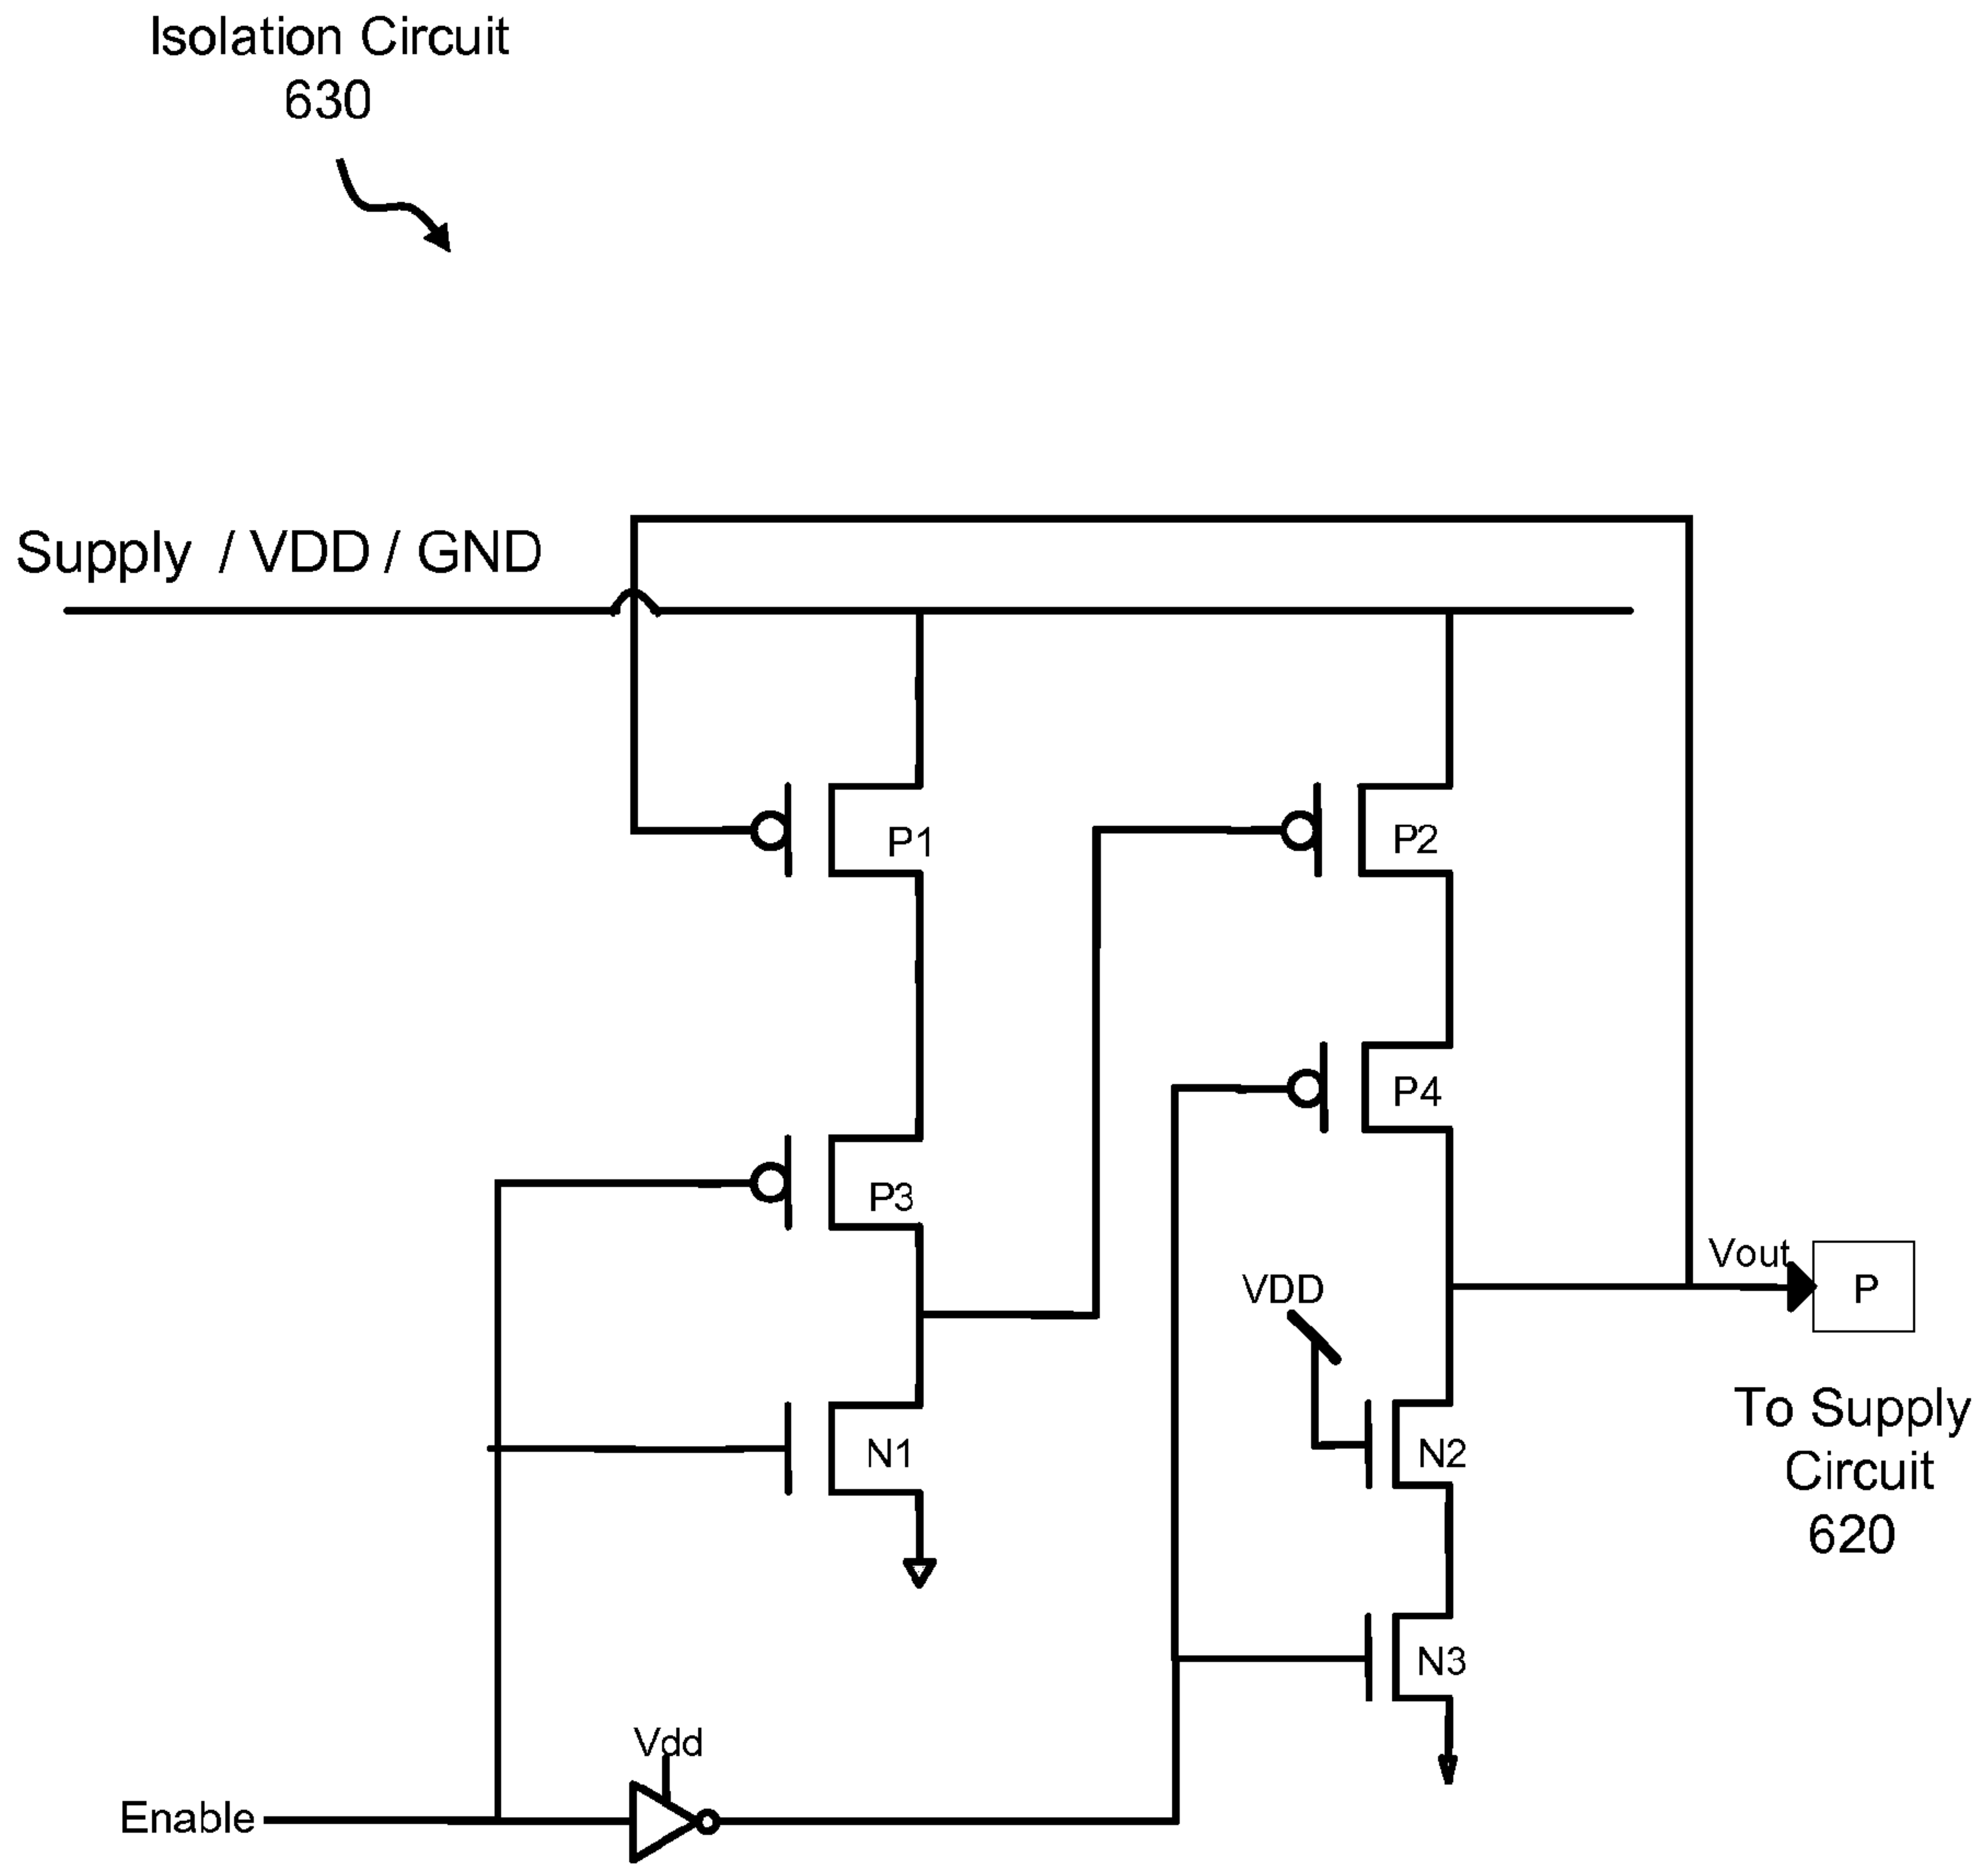 Isolation Circuit
630
Supply / VDD / GND
P1
P2
P4
P3
Vout
P
VDD
N1
N2
To Supply
Circuit
620
N3
Vdd
Enable